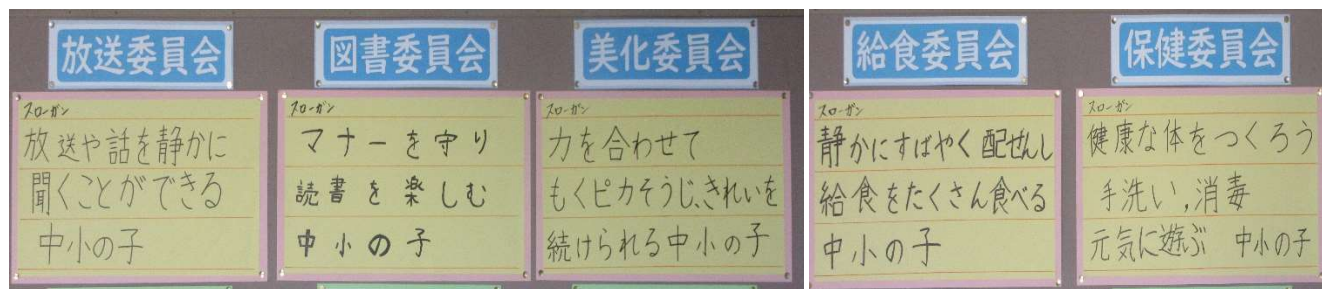 放送委員会
スローガン
放送や話を静かに
聞くことができる
中小の子
図書委員会
スローガン
マナーを守り
読書を楽しむ
中小の子
美化委員会
スローガン
力を合わせて
もくピカそうじ、きれいを
続けられる中小の子
給食委員会
スローガン
静かにすばやく配ぜんし
給食をたくさん食べる
中小の子
保健委員会
スローガン
健康な体をつくろう
手洗い,消毒
元気に遊ぶ 中小の子